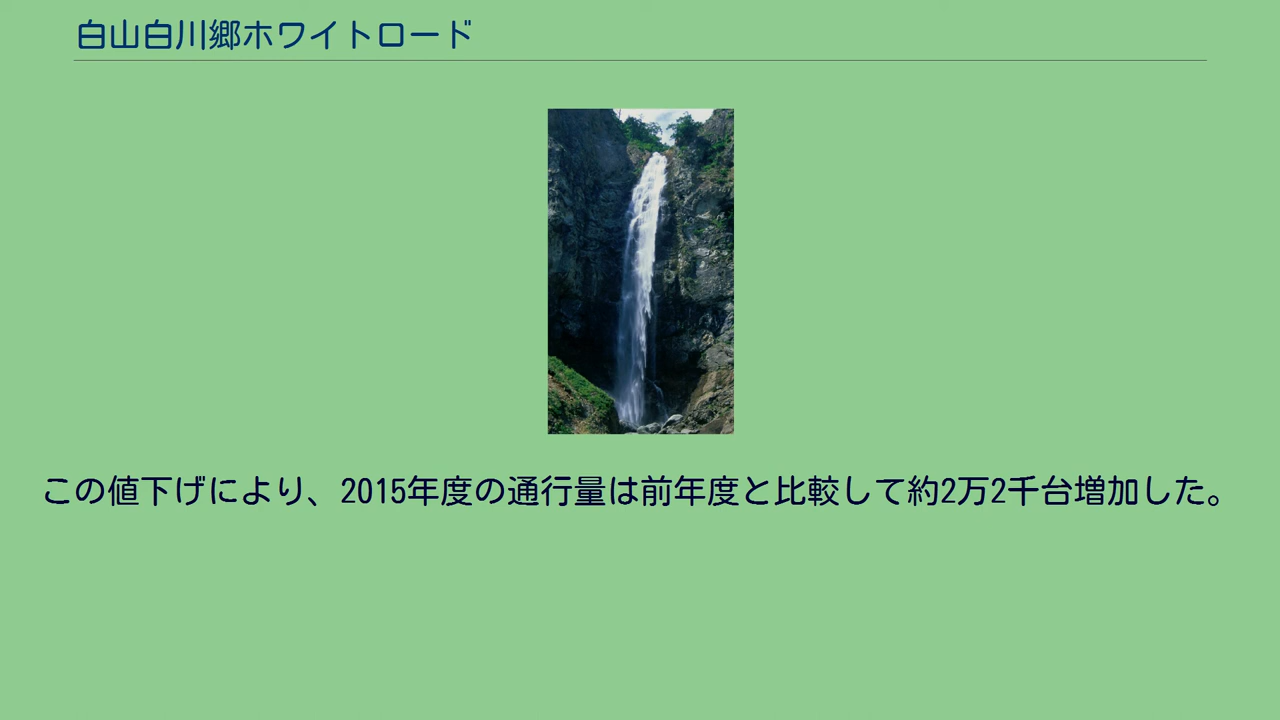 白山白川郷ホワイトロード
この値下げにより、2015年度の通行量は前年度と比較して約2万2千台増加した。